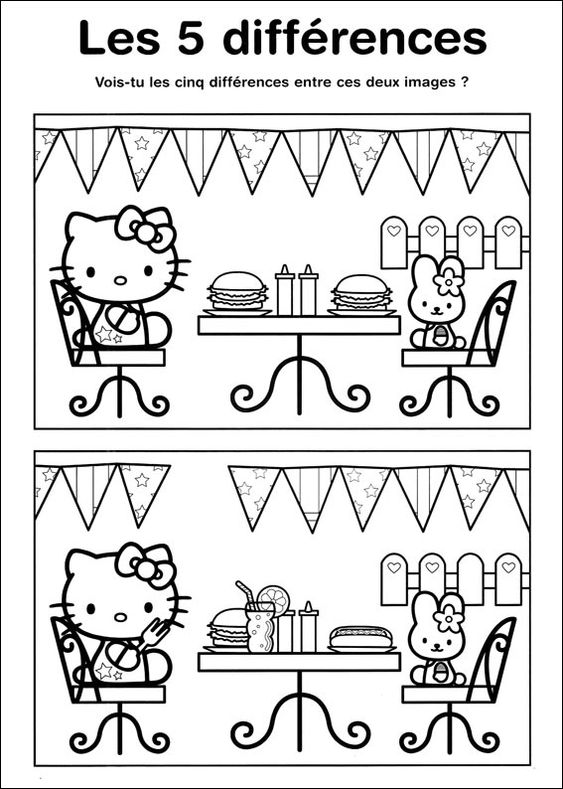 Les 5 différences
Vois-tu les cinq différences entre ces deux images ?